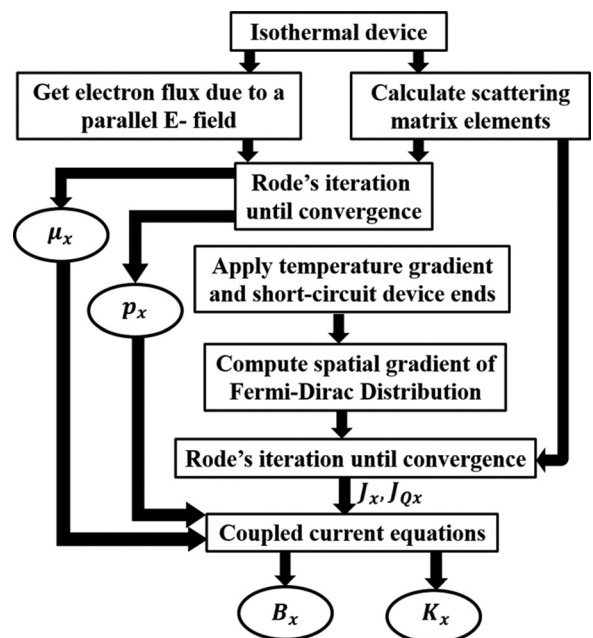 Isothermal device
Get electron flux due to a
parallel E- field
Calculate scattering
matrix elements
Rode's iteration
until convergence
μₓ
pₓ
Apply temperature gradient
and short-circuit device ends
Compute spatial gradient of
Fermi-Dirac Distribution
Rode's iteration until convergence
Jₓ, J_Qx
Coupled current equations
Bₓ
Kₓ